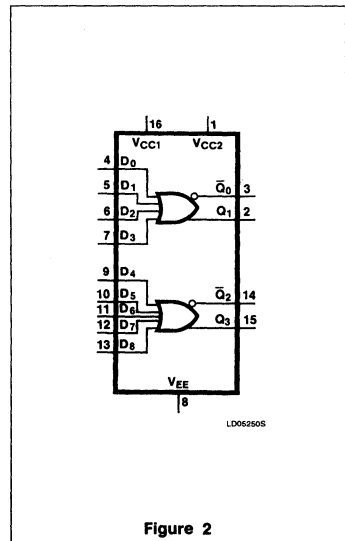 16 1
VCC1 VCC2
4 D0
5 D1
6 D2
7 D3
Q̅0 3
Q1 2
9 D4
10 D5
11 D6
12 D7
13 D8
Q̅2 14
Q3 15
VEE
8
LD05250S
Figure 2